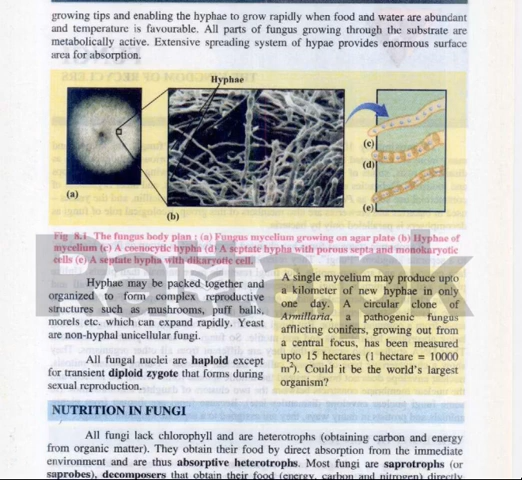 growing tips and enabling the hyphae to grow rapidly when food and water are abundant
and temperature is favourable. All parts of fungus growing through the substrate are
metabolically active. Extensive spreading system of hypae provides enormous surface
area for absorption.
Hyphae
(a)
(b)
(c)
(d)
(e)
Fig 8.1 The fungus body plan : (a) Fungus mycelium growing on agar plate (b) Hyphae of
mycelium (c) A coenocytic hypha (d) A septate hypha with porous septa and monokaryotic
cells (e) A septate hypha with dikaryotic cell.
Hyphae may be packed together and
organized to form complex reproductive
structures such as mushrooms, puff balls,
morels etc. which can expand rapidly. Yeast
are non-hyphal unicellular fungi.
All fungal nuclei are haploid except
for transient diploid zygote that forms during
sexual reproduction.
A single mycelium may produce upto
a kilometer of new hyphae in only
one day. A circular clone of
Armillaria, a pathogenic fungus
afflicting conifers, growing out from
a central focus, has been measured
upto 15 hectares (1 hectare = 10000
m²). Could it be the world's largest
organism?
NUTRITION IN FUNGI
All fungi lack chlorophyll and are heterotrophs (obtaining carbon and energy
from organic matter). They obtain their food by direct absorption from the immediate
environment and are thus absorptive heterotrophs. Most fungi are saprotrophs (or
saprobes), decomposers that obtain their food (energy, carbon and nitrogen) directly